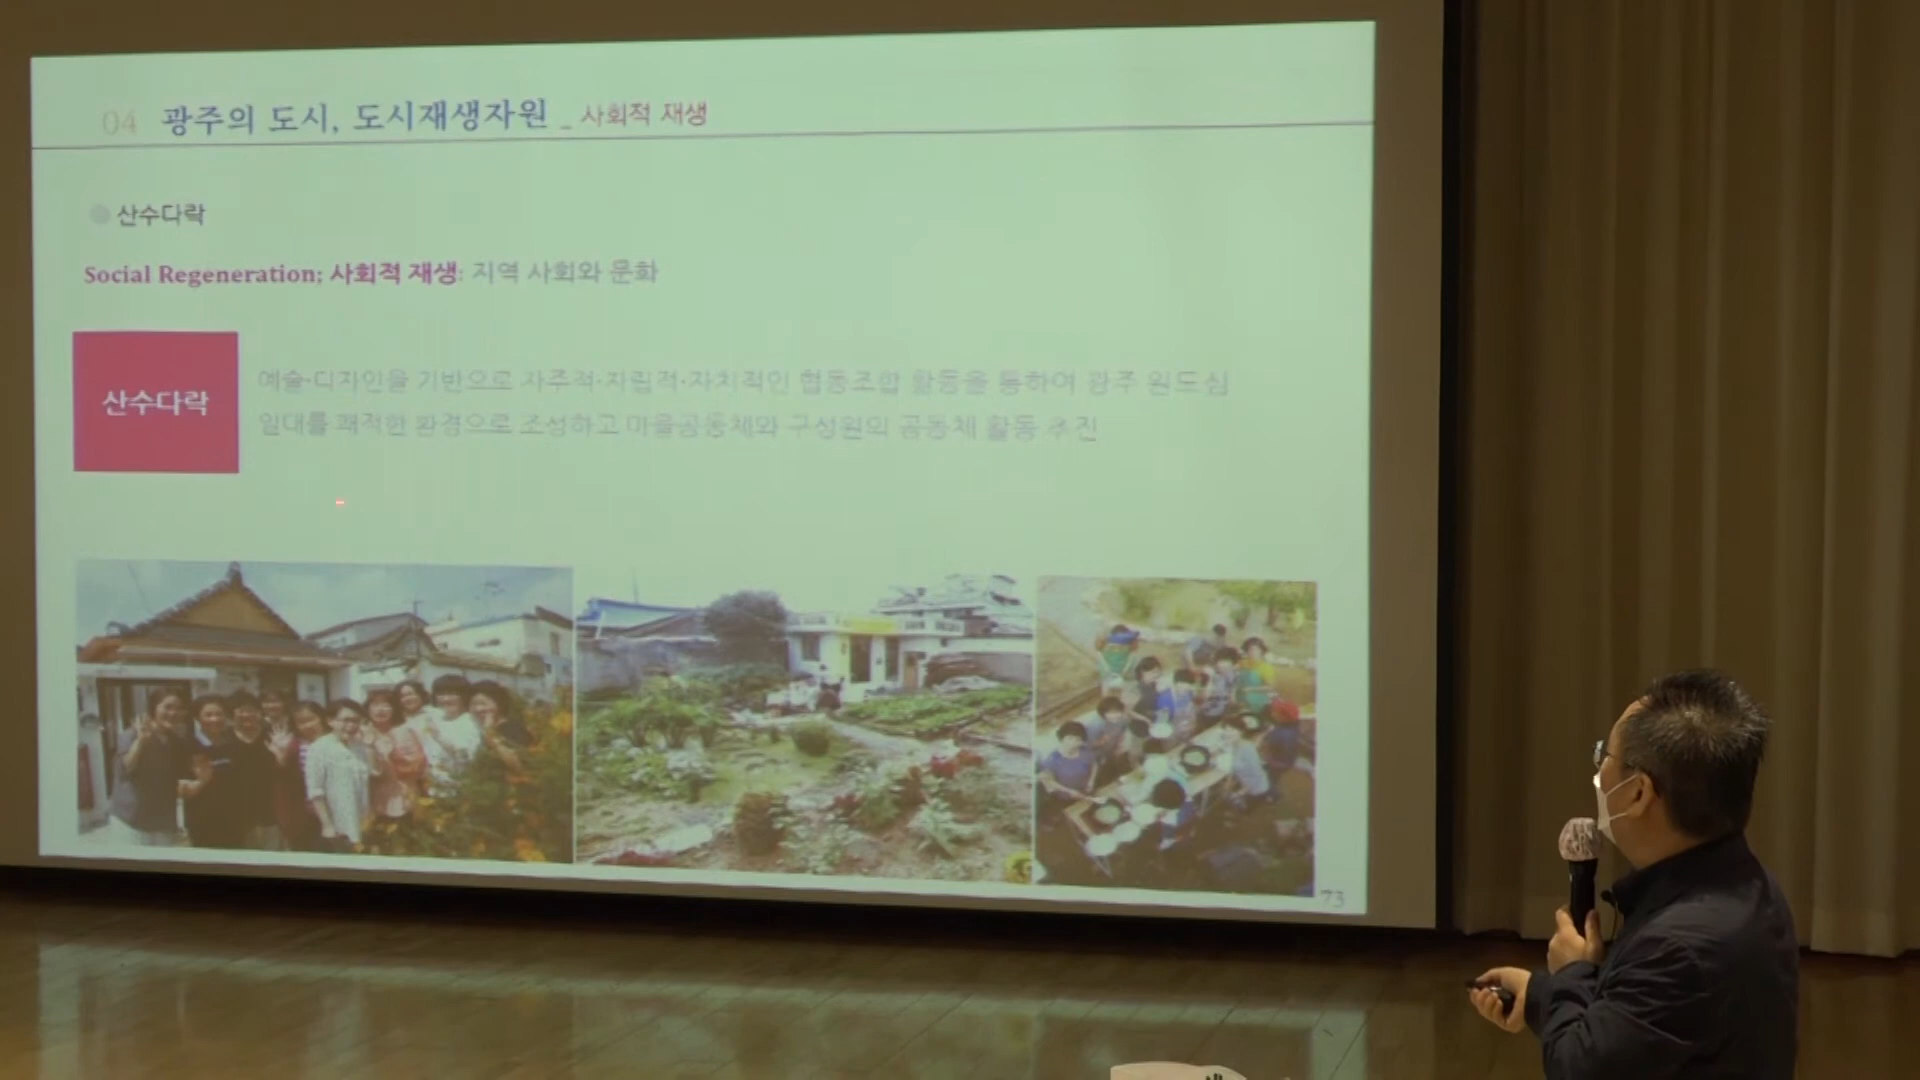 04 광주의 도시, 도시재생자원 _ 사회적 재생
산수다락
Social Regeneration; 사회적 재생: 지역 사회와 문화
산수다락
예술·디자인을 기반으로 자주적·자립적·자치적인 협동조합 활동을 통하여 광주 원도심
일대를 쾌적한 환경으로 조성하고 마을공동체와 구성원의 공동체 활동 추진
73